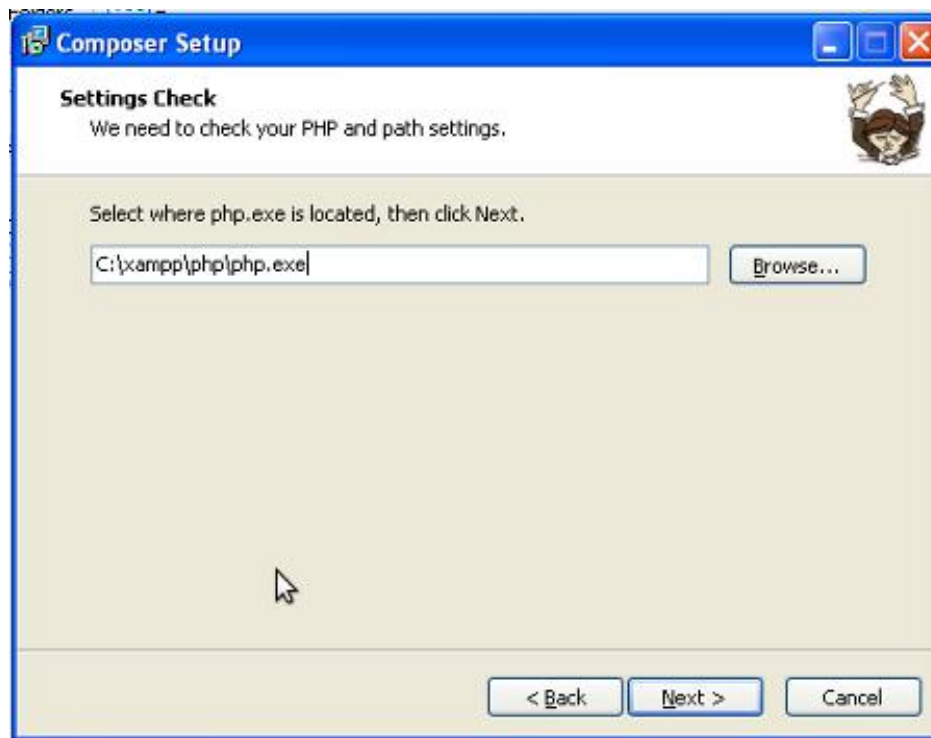 Composer Setup
Settings Check
We need to check your PHP and path settings.
Select where php.exe is located, then click Next.
C:\xampp\php\php.exe
Browse...
< Back
Next >
Cancel